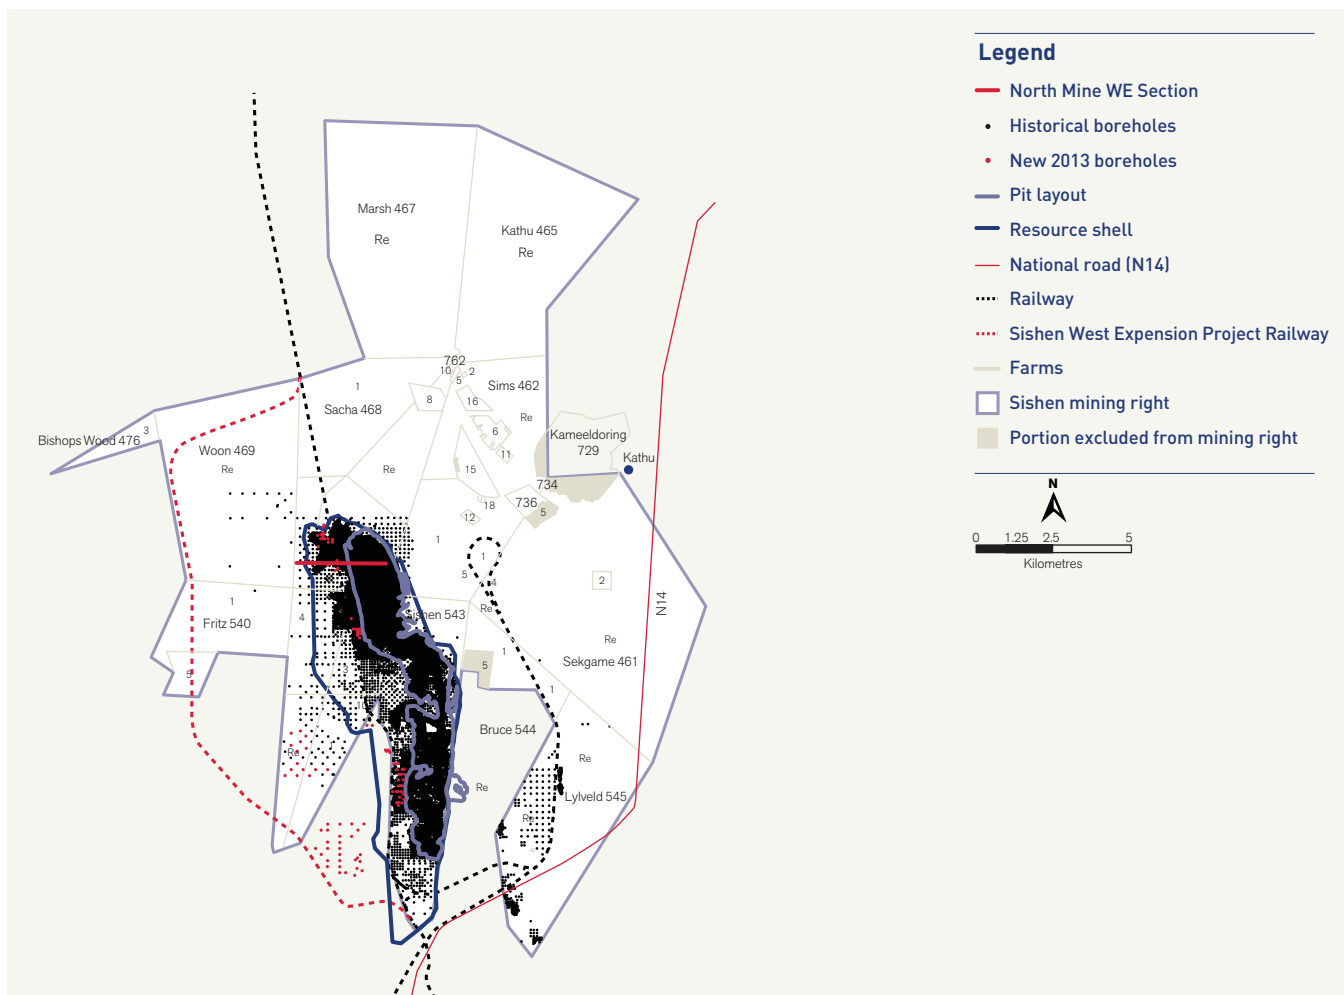 Legend
North Mine WE Section
Historical boreholes
New 2013 boreholes
Pit layout
Resource shell
National road (N14)
Railway
Sishen West Expension Project Railway
Farms
Sishen mining right
Portion excluded from mining right
N
0 1.25 2.5 5
Kilometres
Marsh 467
Re
Kathu 465
Re
762
10 2
5
1
Sims 462
8
16
Sacha 468
Re
3
6
Bishops Wood 476
Kameeldoring
729
Woon 469
11
Kathu
Re
Re
15
734
736
18
5
12
1
1
5
4
2
1
4
Re
N14
Fritz 540
Sishen 543
Re
1
Sekgame 461
5
3
5
1
10
Bruce 544
1
Re
Re
Re
Lylveld 545
Re